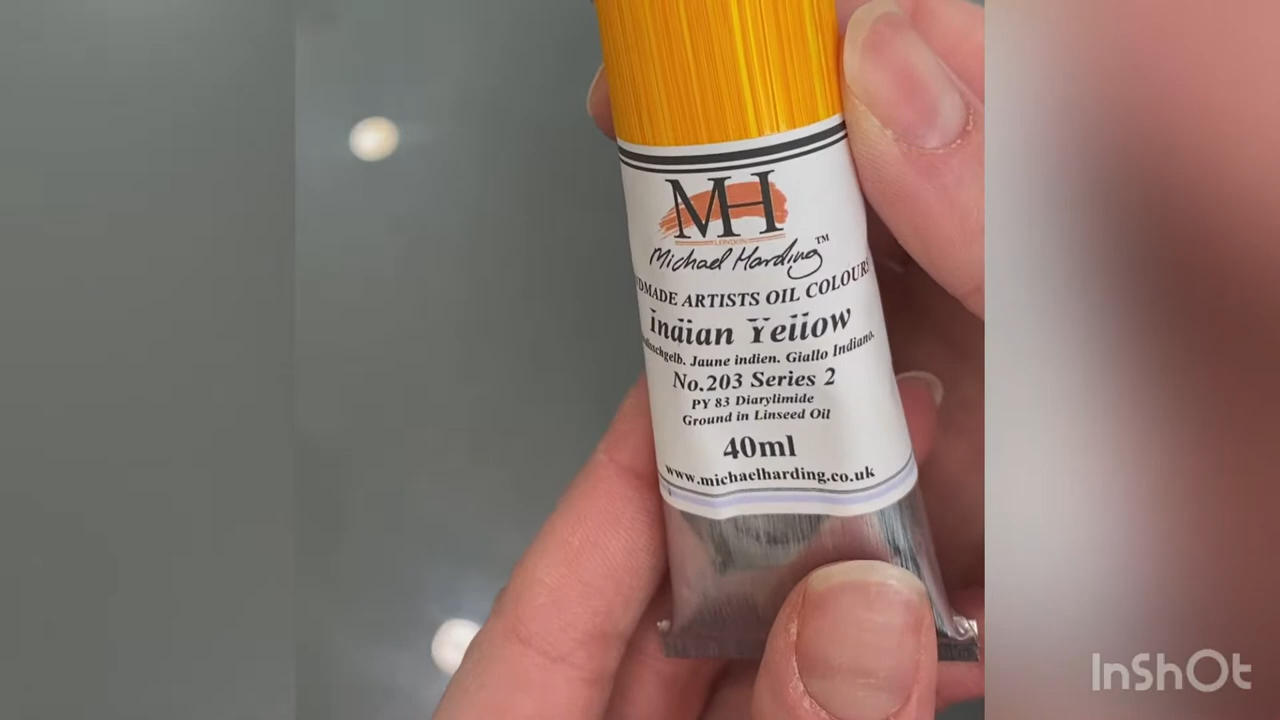 MH
LONDON
Michael Harding™
DMADE ARTISTS OIL COLOURS
Indian Yellow
dischgelb. Jaune indien. Giallo Indiano.
No.203 Series 2
PY 83 Diarylimide
Ground in Linseed Oil
40ml
www.michaelharding.co.uk
InShOt